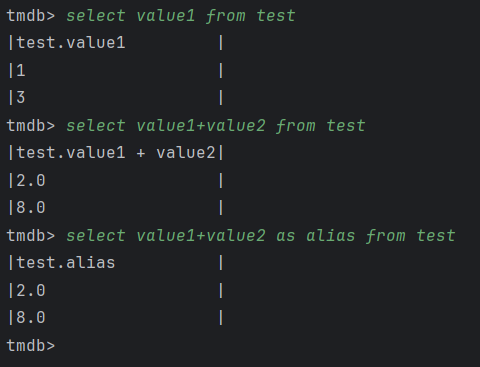 tmdb> select value1 from test
|test.value1         |
|1                   |
|3                   |
tmdb> select value1+value2 from test
|test.value1 + value2|
|2.0                 |
|8.0                 |
tmdb> select value1+value2 as alias from test
|test.alias          |
|2.0                 |
|8.0                 |
tmdb>